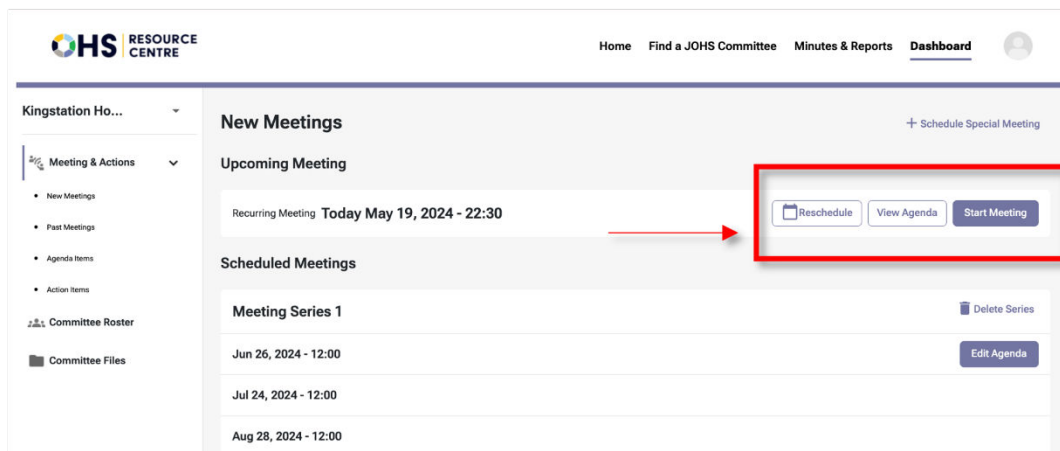 OHS RESOURCE CENTRE
Home Find a JOHS Committee Minutes & Reports Dashboard
Kingstation Ho...
Meeting & Actions
New Meetings
Past Meetings
Agenda Items
Action Items
Committee Roster
Committee Files
New Meetings
+ Schedule Special Meeting
Upcoming Meeting
Recurring Meeting Today May 19, 2024 - 22:30
Reschedule View Agenda Start Meeting
Scheduled Meetings
Meeting Series 1 Delete Series
Jun 26, 2024 - 12:00 Edit Agenda
Jul 24, 2024 - 12:00
Aug 28, 2024 - 12:00